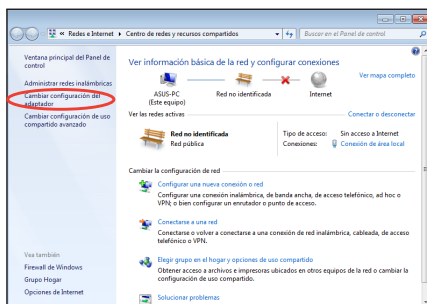 « Redes e Internet ▸ Centro de redes y recursos compartidos
Buscar en el Panel de control
Ventana principal del Panel de
control
Administrar redes inalámbricas
Cambiar configuración del
adaptador
Cambiar configuración de uso
compartido avanzado
Vea también
Firewall de Windows
Grupo Hogar
Opciones de Internet
Ver información básica de la red y configurar conexiones
Ver mapa completo
ASUS-PC
(Este equipo)
Red no identificada
Internet
Ver las redes activas
Conectar o desconectar
Red no identificada
Red pública
Tipo de acceso: Sin acceso a Internet
Conexiones: Conexión de área local
Cambiar la configuración de red
Configurar una nueva conexión o red
Configurar una conexión inalámbrica, de banda ancha, de acceso telefónico, ad hoc o
VPN; o bien configurar un enrutador o punto de acceso.
Conectarse a una red
Conectarse o volver a conectarse a una conexión de red inalámbrica, cableada, de acceso
telefónico o VPN.
Elegir grupo en el hogar y opciones de uso compartido
Obtener acceso a archivos e impresoras ubicados en otros equipos de la red o cambiar la
configuración de uso compartido.
Solucionar problemas